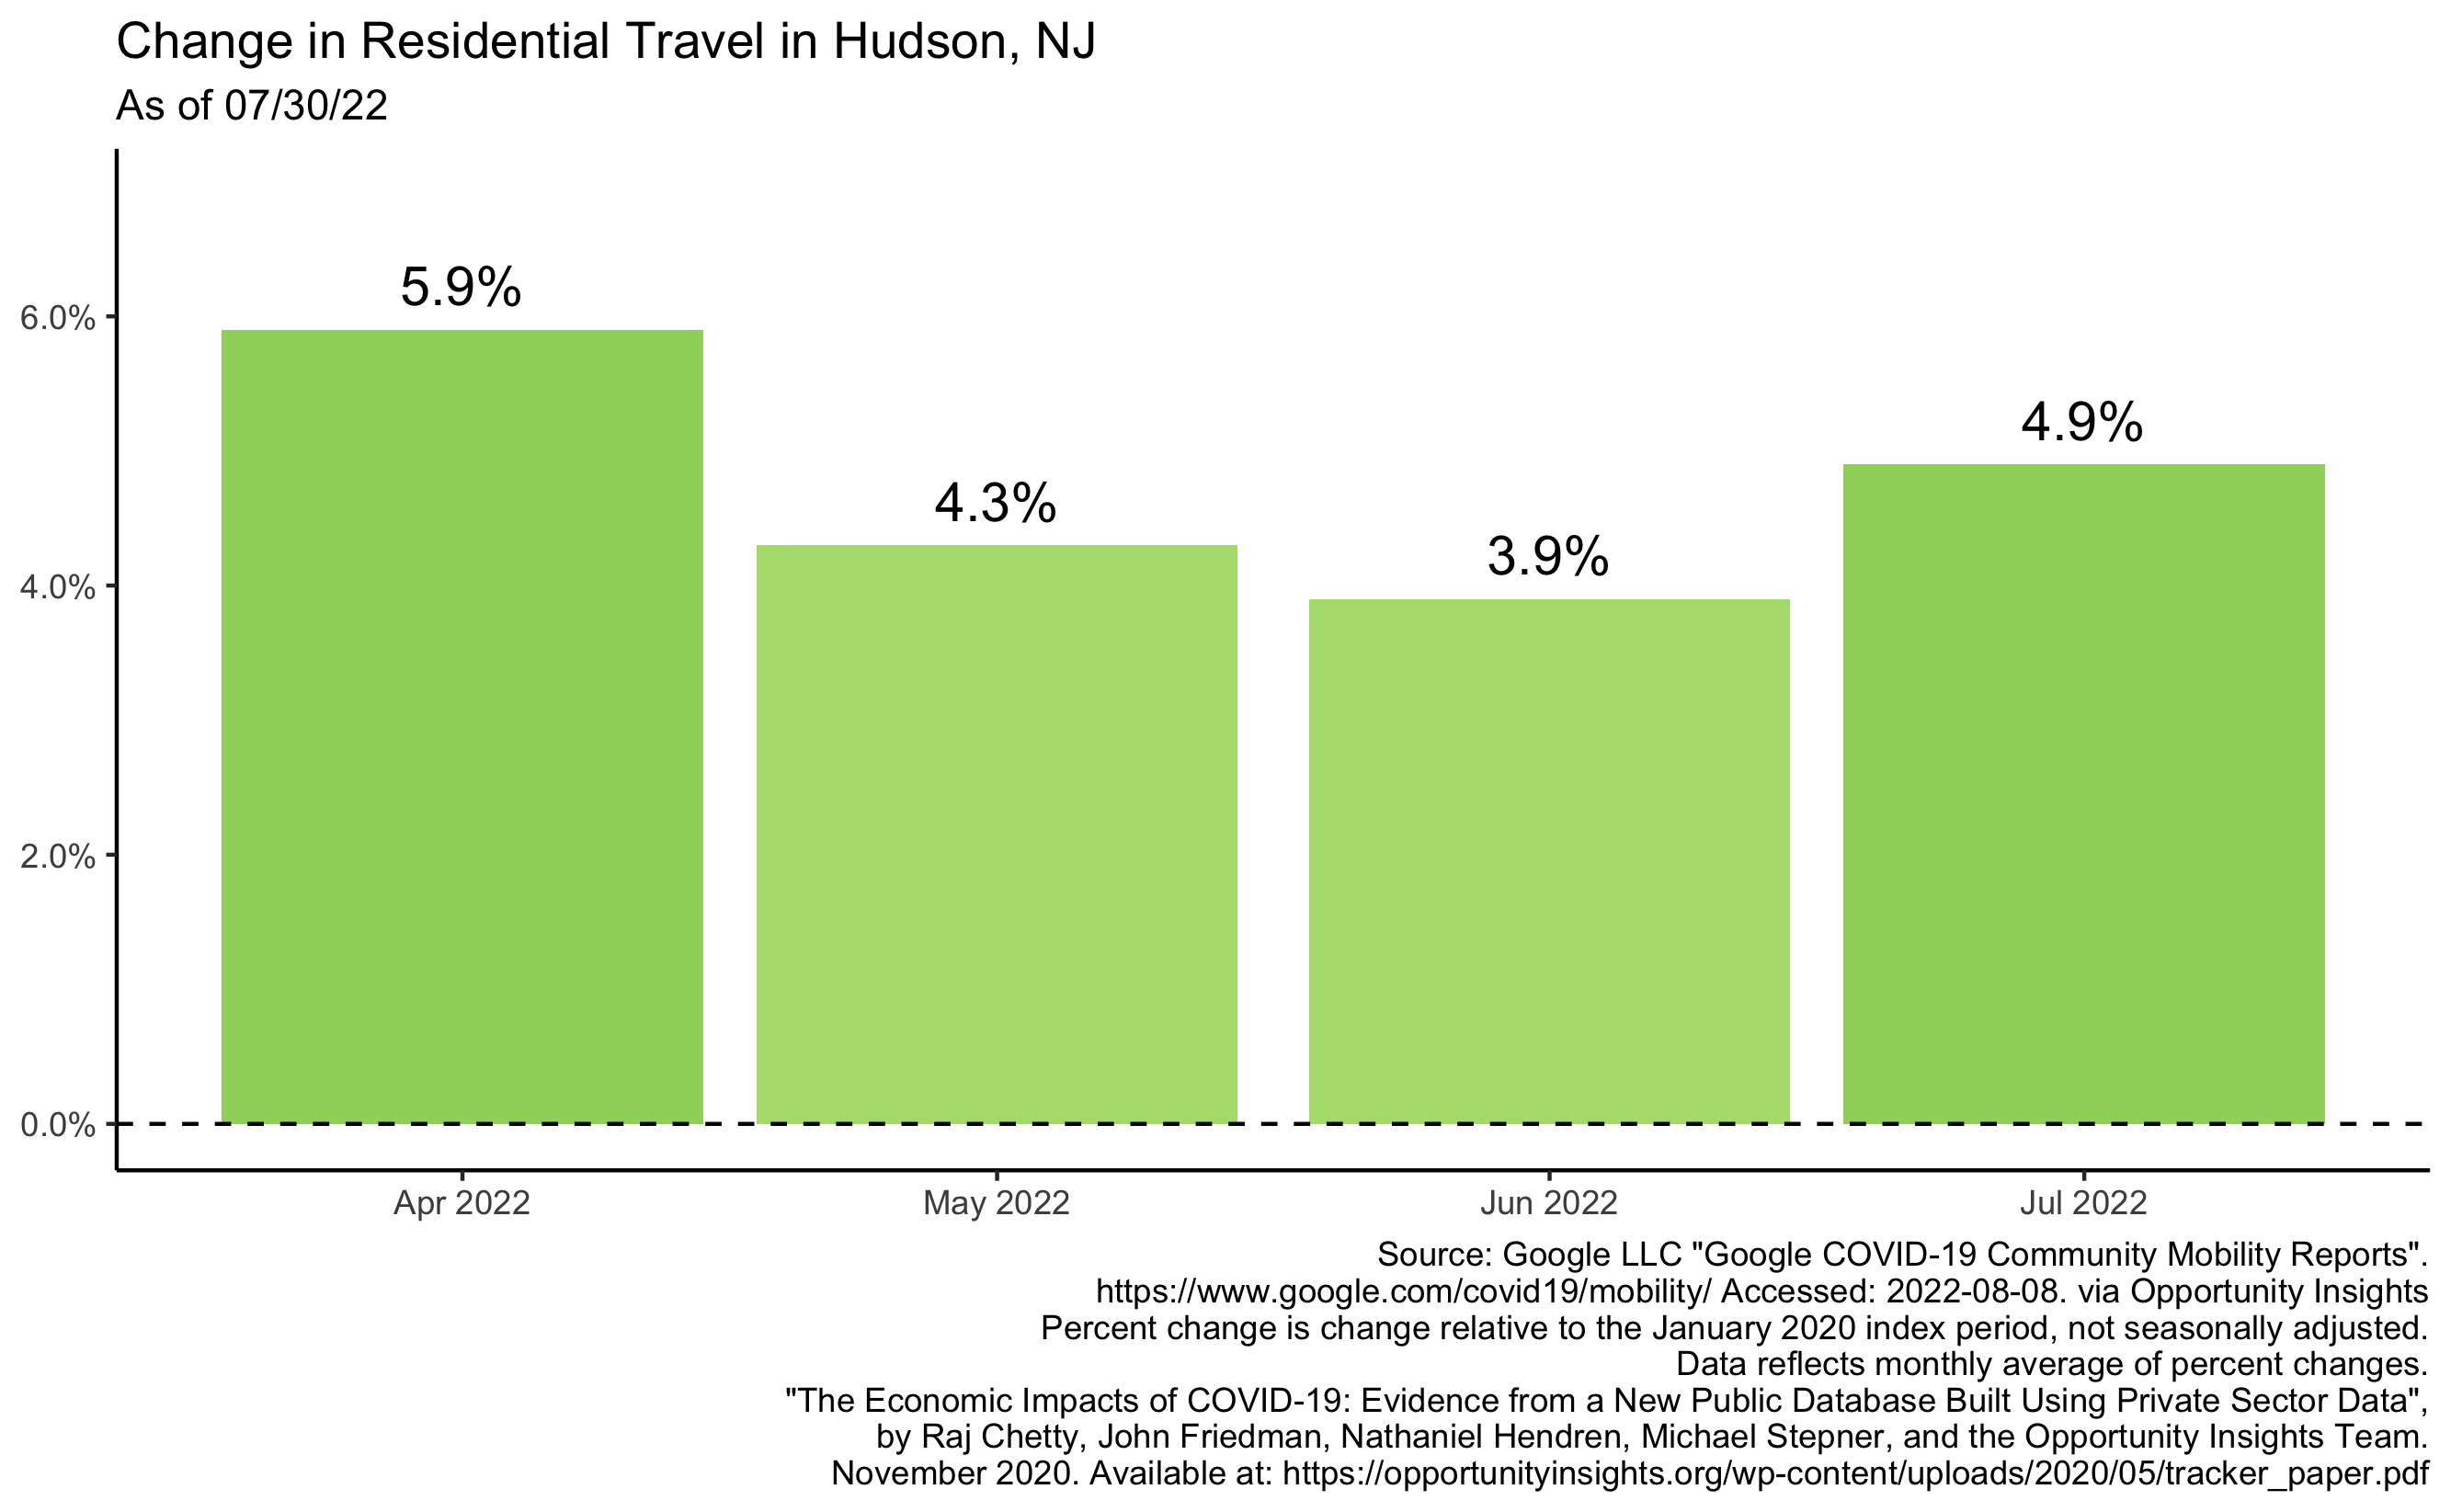 Change in Residential Travel in Hudson, NJ
As of 07/30/22
5.9%
4.3%
3.9%
4.9%
6.0%
4.0%
2.0%
0.0%
Apr 2022
May 2022
Jun 2022
Jul 2022
Source: Google LLC "Google COVID-19 Community Mobility Reports".
https://www.google.com/covid19/mobility/ Accessed: 2022-08-08. via Opportunity Insights
Percent change is change relative to the January 2020 index period, not seasonally adjusted.
Data reflects monthly average of percent changes.
"The Economic Impacts of COVID-19: Evidence from a New Public Database Built Using Private Sector Data",
by Raj Chetty, John Friedman, Nathaniel Hendren, Michael Stepner, and the Opportunity Insights Team.
November 2020. Available at: https://opportunityinsights.org/wp-content/uploads/2020/05/tracker_paper.pdf